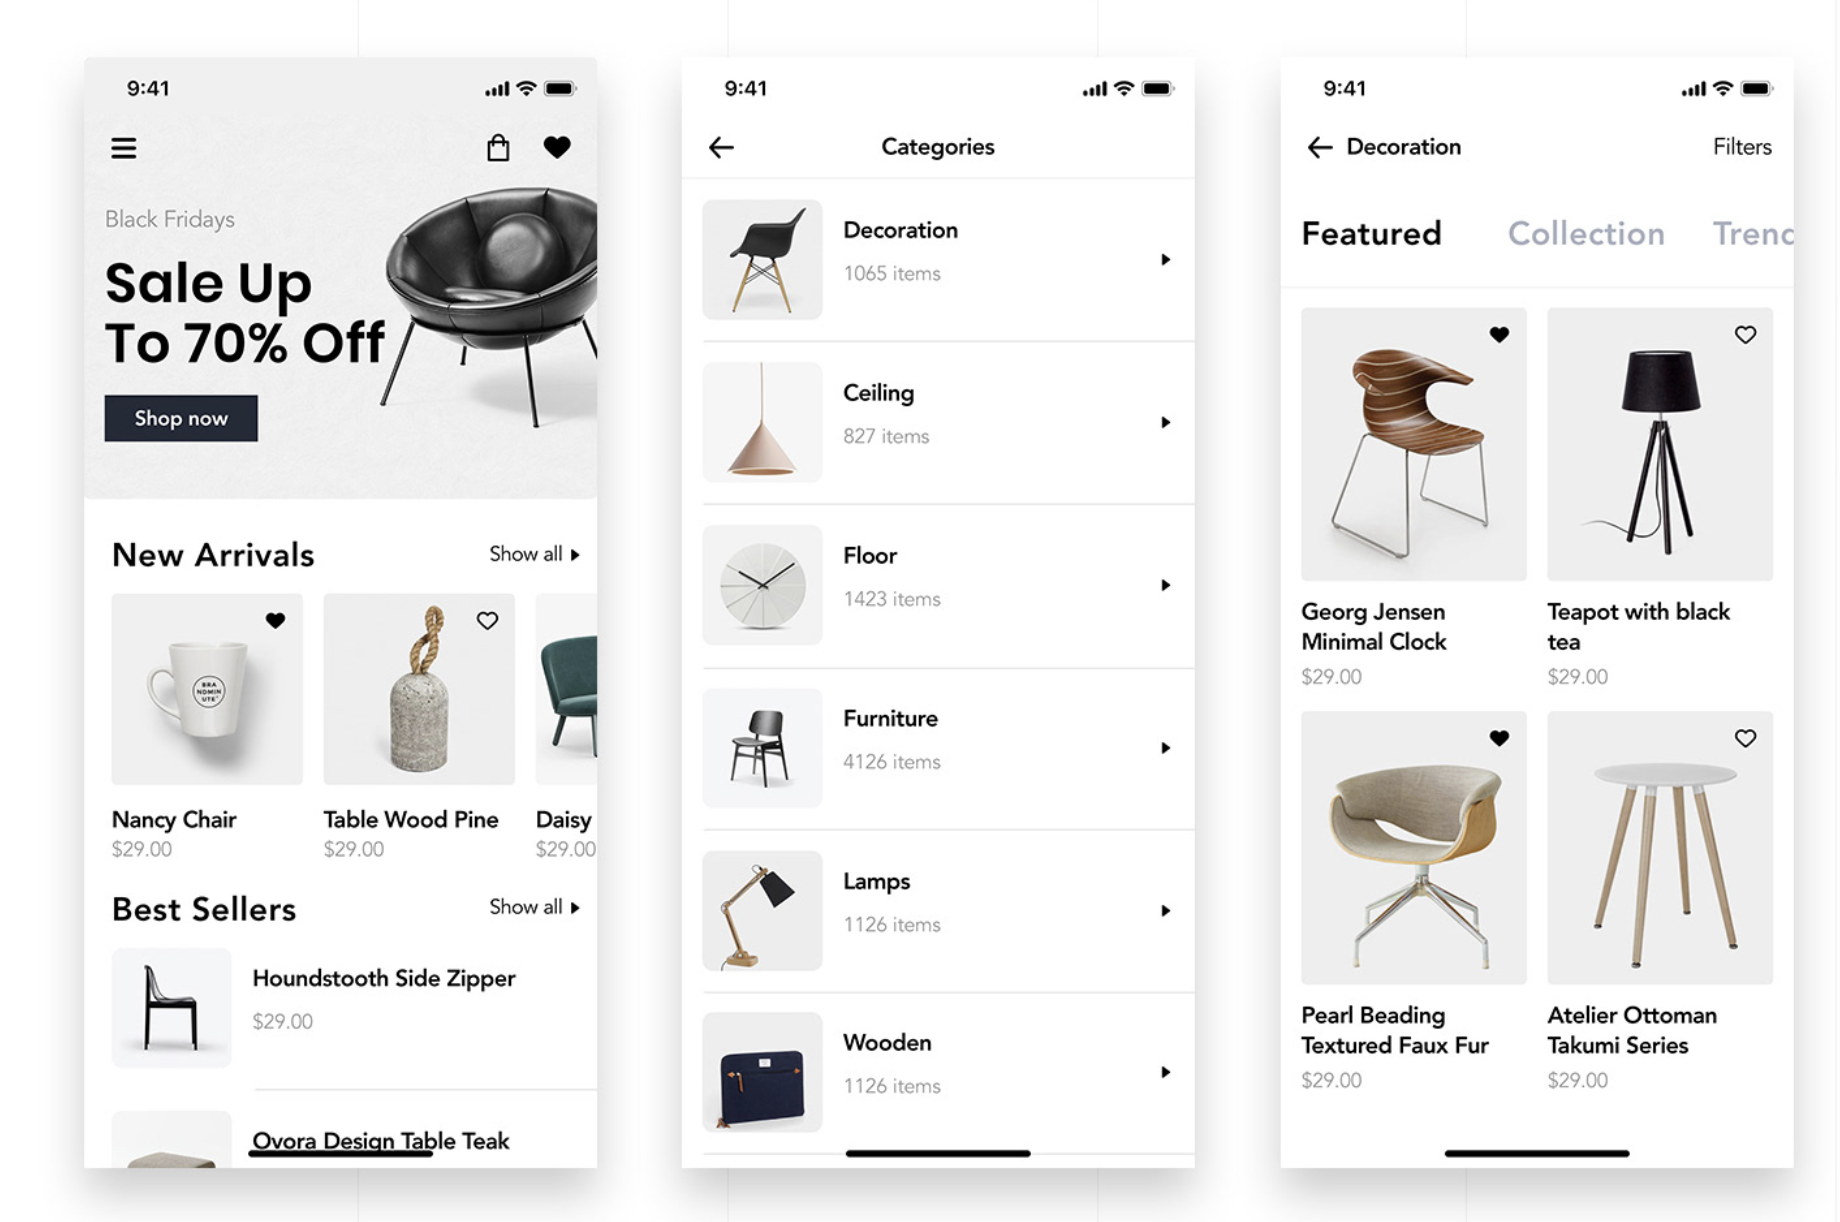 9:41
Black Fridays
Sale Up
To 70% Off
Shop now
New Arrivals
Show all
BRA
NDMIN
UTE
Nancy Chair
$29.00
Table Wood Pine
$29.00
Daisy
$29.00
Best Sellers
Show all
Houndstooth Side Zipper
$29.00
Ovora Design Table Teak
9:41
Categories
Decoration
1065 items
Ceiling
827 items
Floor
1423 items
Furniture
4126 items
Lamps
1126 items
Wooden
1126 items
9:41
Decoration
Filters
Featured
Collection
Trend
Georg Jensen
Minimal Clock
$29.00
Teapot with black
tea
$29.00
Pearl Beading
Textured Faux Fur
$29.00
Atelier Ottoman
Takumi Series
$29.00